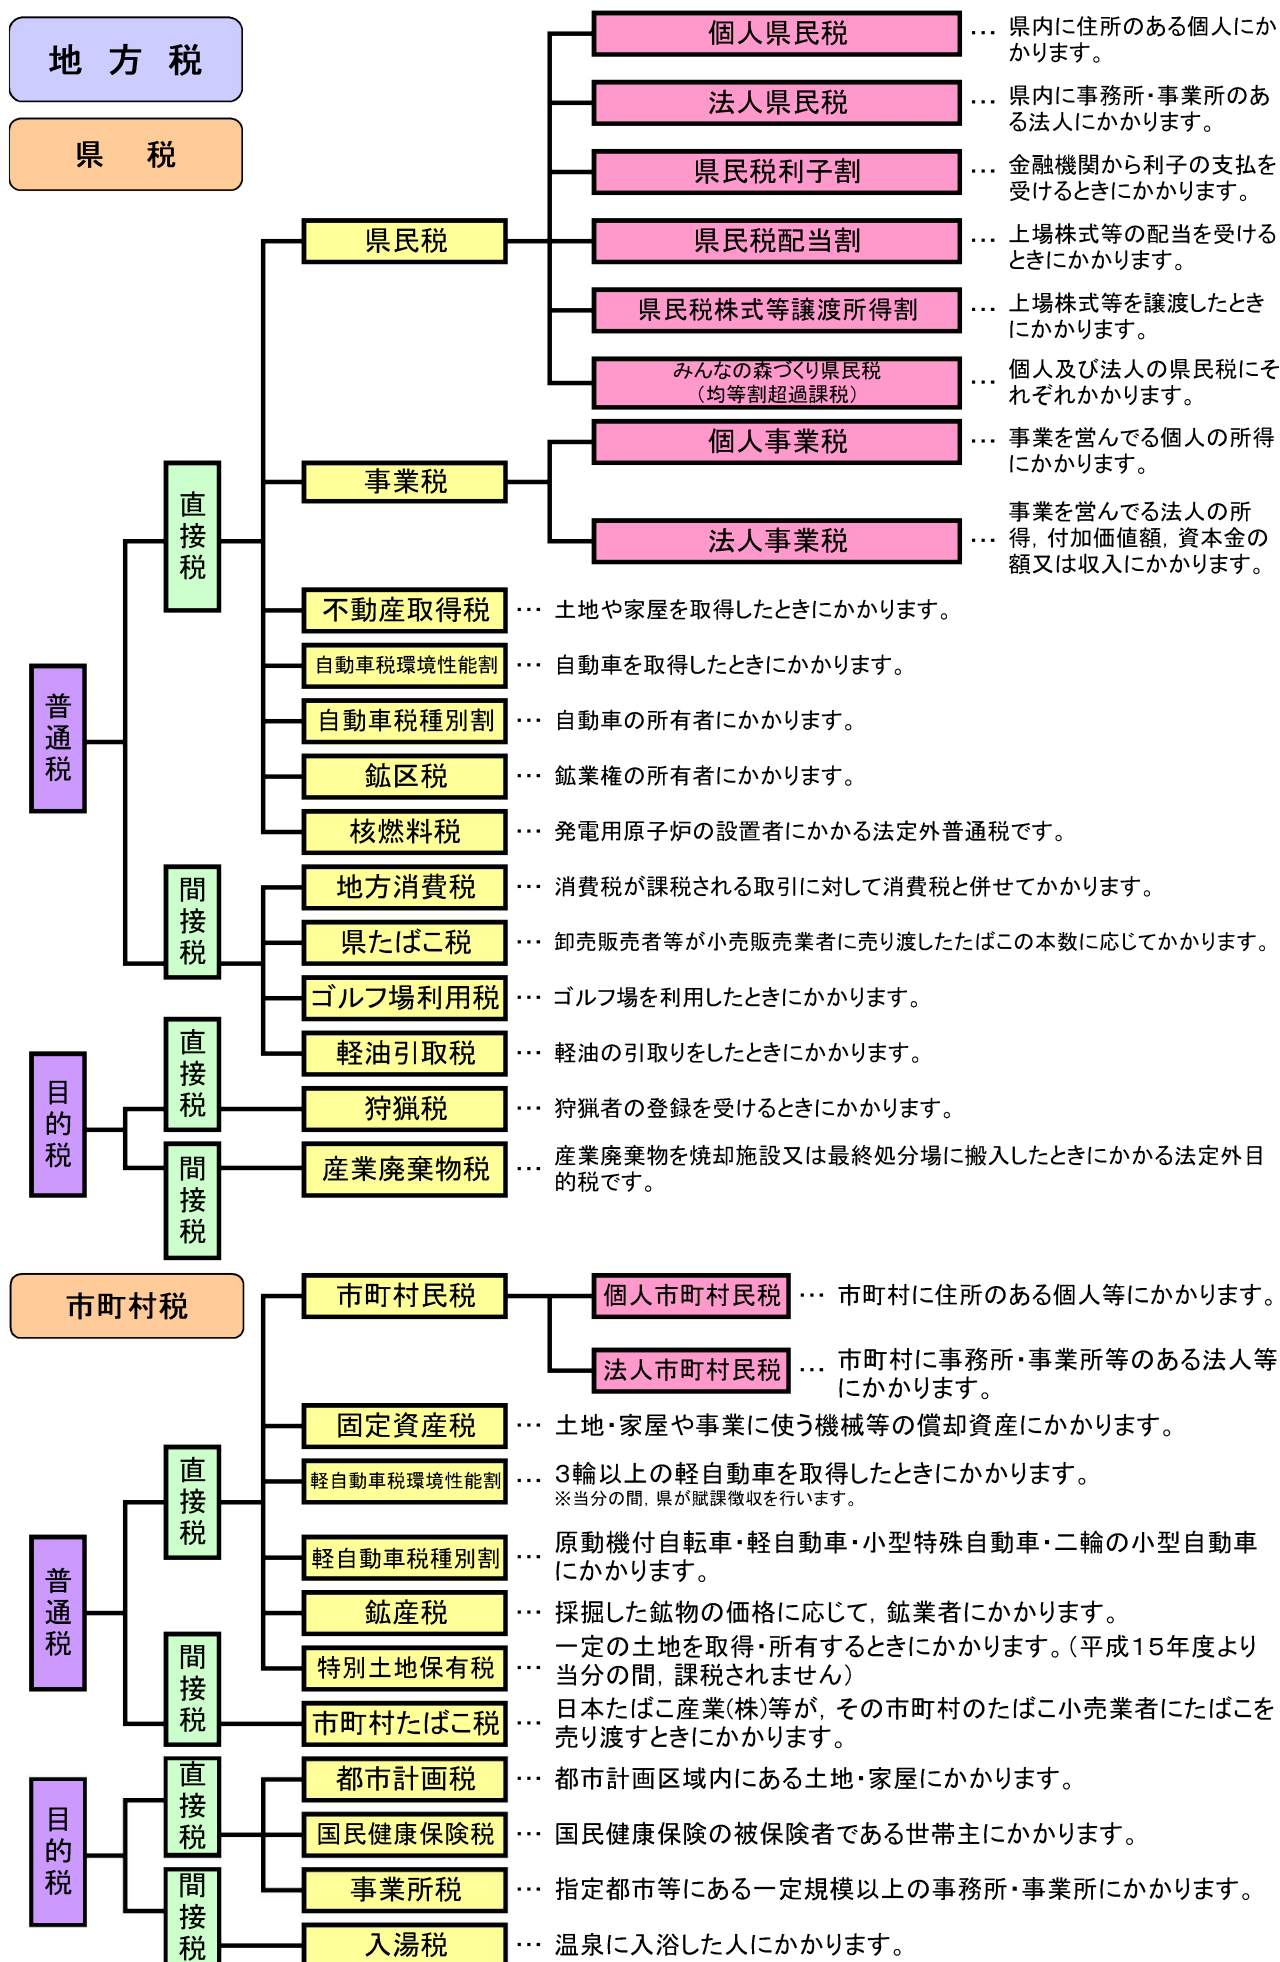 地方税
県税
個人県民税
… 県内に住所のある個人にか
かります。
法人県民税
… 県内に事務所・事業所のあ
る法人にかかります。
県民税利子割
… 金融機関から利子の支払を
受けるときにかかります。
県民税
県民税配当割
… 上場株式等の配当を受ける
ときにかかります。
県民税株式等譲渡所得割
… 上場株式等を譲渡したとき
にかかります。
みんなの森づくり県民税
（均等割超過課税）
… 個人及び法人の県民税にそ
れぞれかかります。
個人事業税
… 事業を営んでる個人の所得
にかかります。
直接税
事業税
法人事業税
… 事業を営んでる法人の所
得，付加価値額，資本金の
額又は収入にかかります。
不動産取得税
… 土地や家屋を取得したときにかかります。
自動車税環境性能割
… 自動車を取得したときにかかります。
普通税
自動車税種別割
… 自動車の所有者にかかります。
鉱区税
… 鉱業権の所有者にかかります。
核燃料税
… 発電用原子炉の設置者にかかる法定外普通税です。
間接税
地方消費税
… 消費税が課税される取引に対して消費税と併せてかかります。
県たばこ税
… 卸売販売者等が小売販売業者に売り渡したたばこの本数に応じてかかります。
ゴルフ場利用税
… ゴルフ場を利用したときにかかります。
軽油引取税
… 軽油の引取りをしたときにかかります。
目的税
直接税
狩猟税
… 狩猟者の登録を受けるときにかかります。
間接税
産業廃棄物税
… 産業廃棄物を焼却施設又は最終処分場に搬入したときにかかる法定外目
的税です。
市町村税
市町村民税
個人市町村民税
… 市町村に住所のある個人等にかかります。
法人市町村民税
… 市町村に事務所・事業所等のある法人等
にかかります。
固定資産税
… 土地・家屋や事業に使う機械等の償却資産にかかります。
直接税
軽自動車税環境性能割
… ３輪以上の軽自動車を取得したときにかかります。
※当分の間，県が賦課徴収を行います。
軽自動車税種別割
… 原動機付自転車・軽自動車・小型特殊自動車・二輪の小型自動車
にかかります。
普通税
鉱産税
… 採掘した鉱物の価格に応じて，鉱業者にかかります。
特別土地保有税
… 一定の土地を取得・所有するときにかかります。（平成１５年度より
当分の間，課税されません）
間接税
市町村たばこ税
… 日本たばこ産業(株)等が，その市町村のたばこ小売業者にたばこを
売り渡すときにかかります。
目的税
直接税
都市計画税
… 都市計画区域内にある土地・家屋にかかります。
国民健康保険税
… 国民健康保険の被保険者である世帯主にかかります。
事業所税
… 指定都市等にある一定規模以上の事務所・事業所にかかります。
間接税
入湯税
… 温泉に入浴した人にかかります。